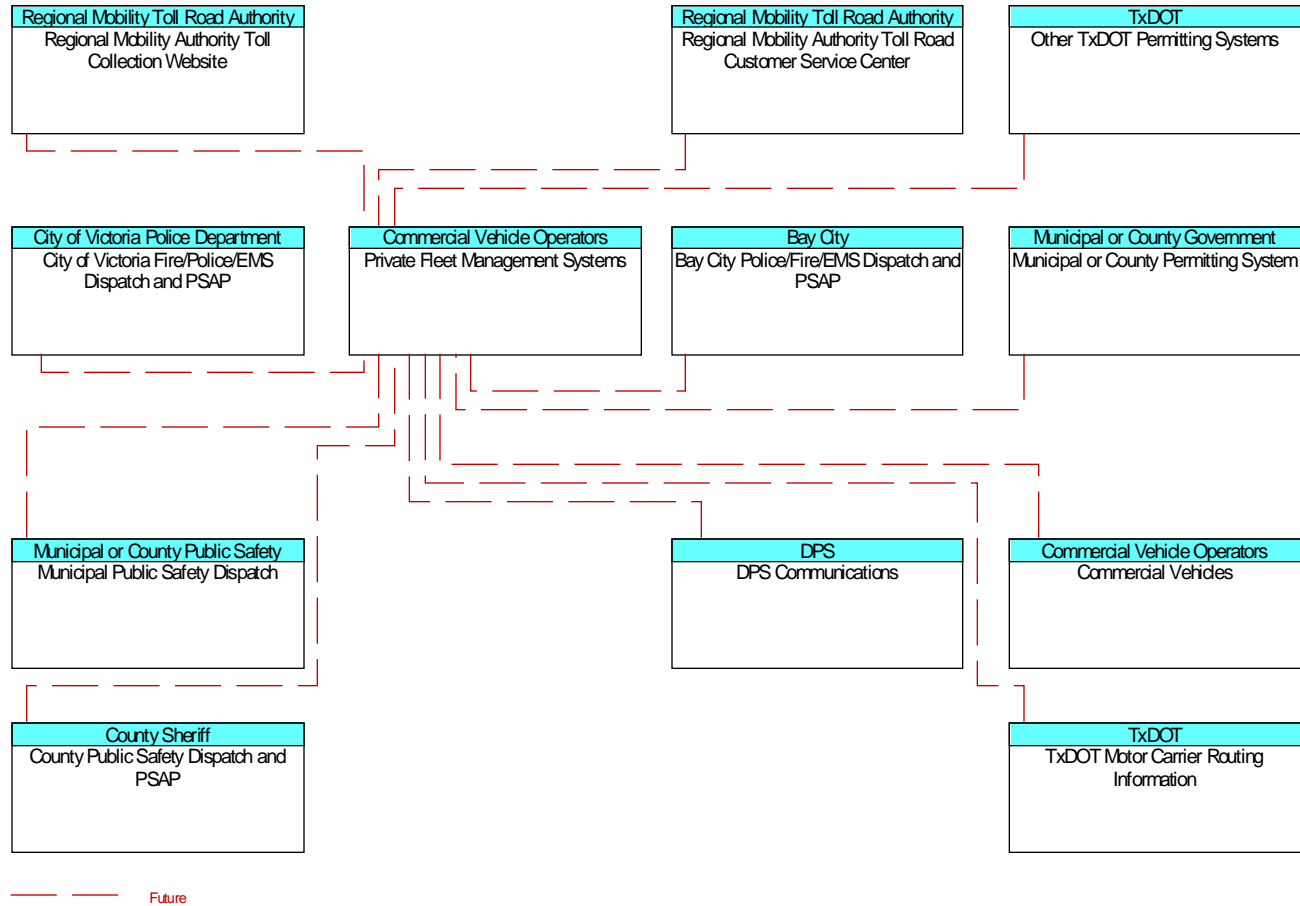 Regional Mobility Toll Road Authority
Regional Mobility Authority Toll
Collection Website
Regional Mobility Toll Road Authority
Regional Mobility Authority Toll Road
Customer Service Center
TxDOT
Other TxDOT Permitting Systems
City of Victoria Police Department
City of Victoria Fire/Police/EMS
Dispatch and PSAP
Commercial Vehicle Operators
Private Fleet Management Systems
Bay City
Bay City Police/Fire/EMS Dispatch and
PSAP
Municipal or County Government
Municipal or County Permitting System
Municipal or County Public Safety
Municipal Public Safety Dispatch
DPS
DPS Communications
Commercial Vehicle Operators
Commercial Vehicles
County Sheriff
County Public Safety Dispatch and
PSAP
TxDOT
TxDOT Motor Carrier Routing
Information
Future